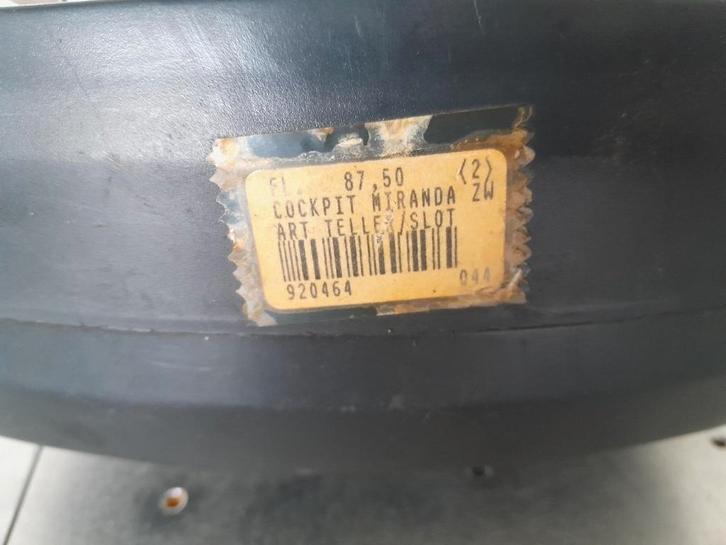 FL. 87,50 <2>
COCKPIT MIRANDA ZW
ART TELLER/SLOT
920464 044